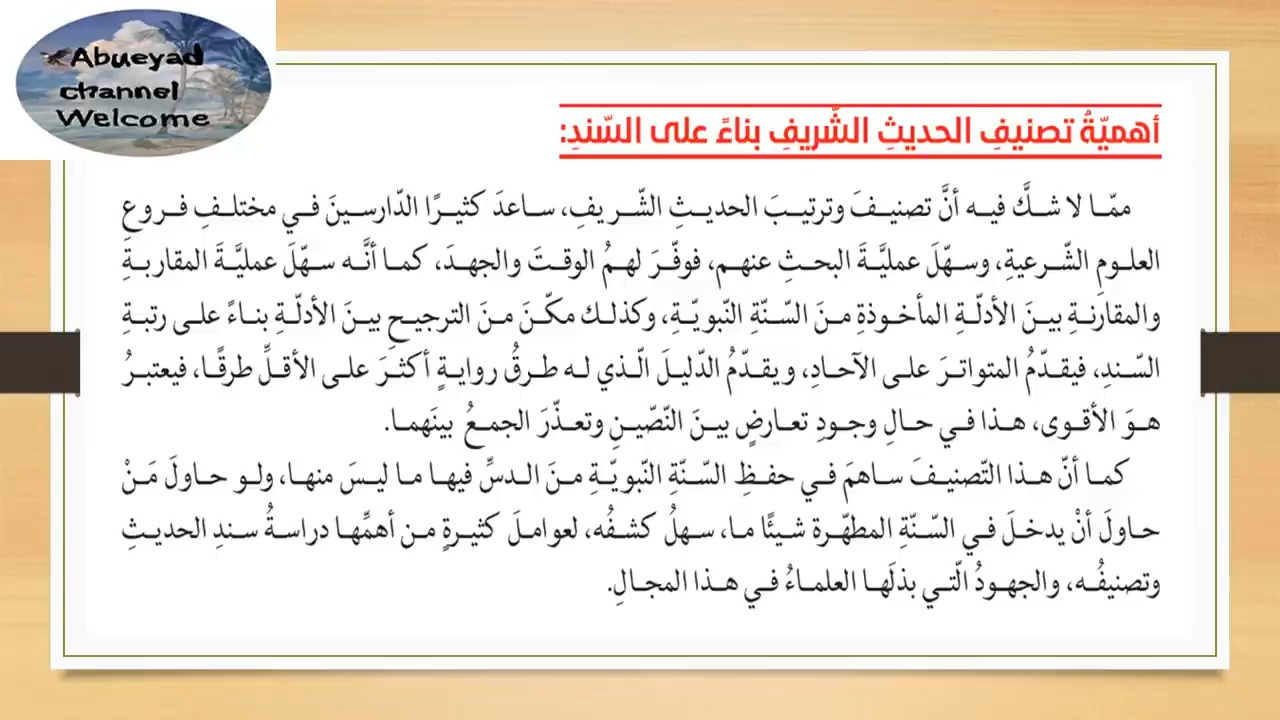 Abueyad
channel
Welcome
أهميّةُ تصنيفِ الحديثِ الشّريفِ بناءً على السّندِ:
ممّا لا شكَّ فيه أنَّ تصنيفَ وترتيبَ الحديثِ الشّريفِ، ساعدَ كثيرًا الدّارسينَ في مختلفِ فروعِ
العلومِ الشّرعيةِ، وسهّلَ عمليَّةَ البحثِ عنهم، فوفّرَ لهمُ الوقتَ والجهدَ، كما أنَّه سهّلَ عمليَّةَ المقاربةِ
والمقارَنةِ بينَ الأدلّةِ المأخوذةِ منَ السّنّةِ النّبويّةِ، وكذلك مكّنَ منَ الترجيحِ بينَ الأدلّةِ بناءً على رتبةِ
السّندِ، فيقدّمُ المتواترَ على الآحادِ، ويقدّمُ الدّليلَ الّذي له طرقُ روايةٍ أكثرَ على الأقلِّ طرقًا، فيعتبرُ
هوَ الأقوى، هذا في حالِ وجودِ تعارضٍ بينَ النّصّينِ وتعذّرَ الجمعُ بينَهما.
كما أنّ هذا التّصنيفَ ساهمَ في حفظِ السّنّةِ النّبويّةِ منَ الدسِّ فيها ما ليسَ منها، ولو حاولَ مَنْ
حاولَ أنْ يدخلَ في السّنّةِ المطهّرة شيئًا ما، سهلُ كشفُه، لعواملَ كثيرةٍ من أهمِّها دراسةُ سندِ الحديثِ
وتصنيفُه، والجهودُ الّتي بذلَها العلماءُ في هذا المجالِ.